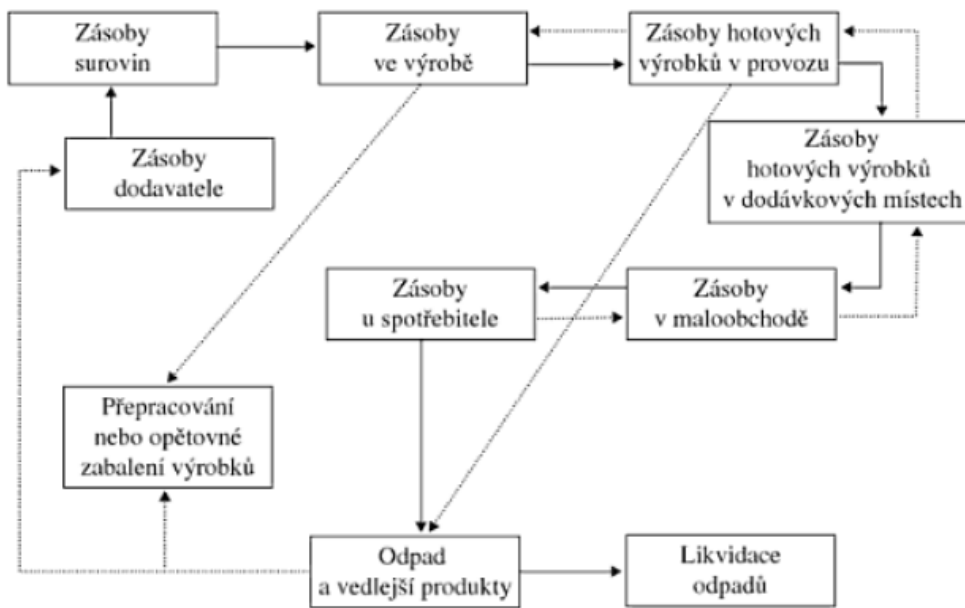 Zásoby
surovin
Zásoby
ve výrobě
Zásoby hotových
výrobků v provozu
Zásoby
dodavatele
Zásoby
hotových výrobků
v dodávkových místech
Zásoby
u spotřebitele
Zásoby
v maloobchodě
Přepracování
nebo opětovné
zabalení výrobků
Odpad
a vedlejší produkty
Likvidace
odpadů